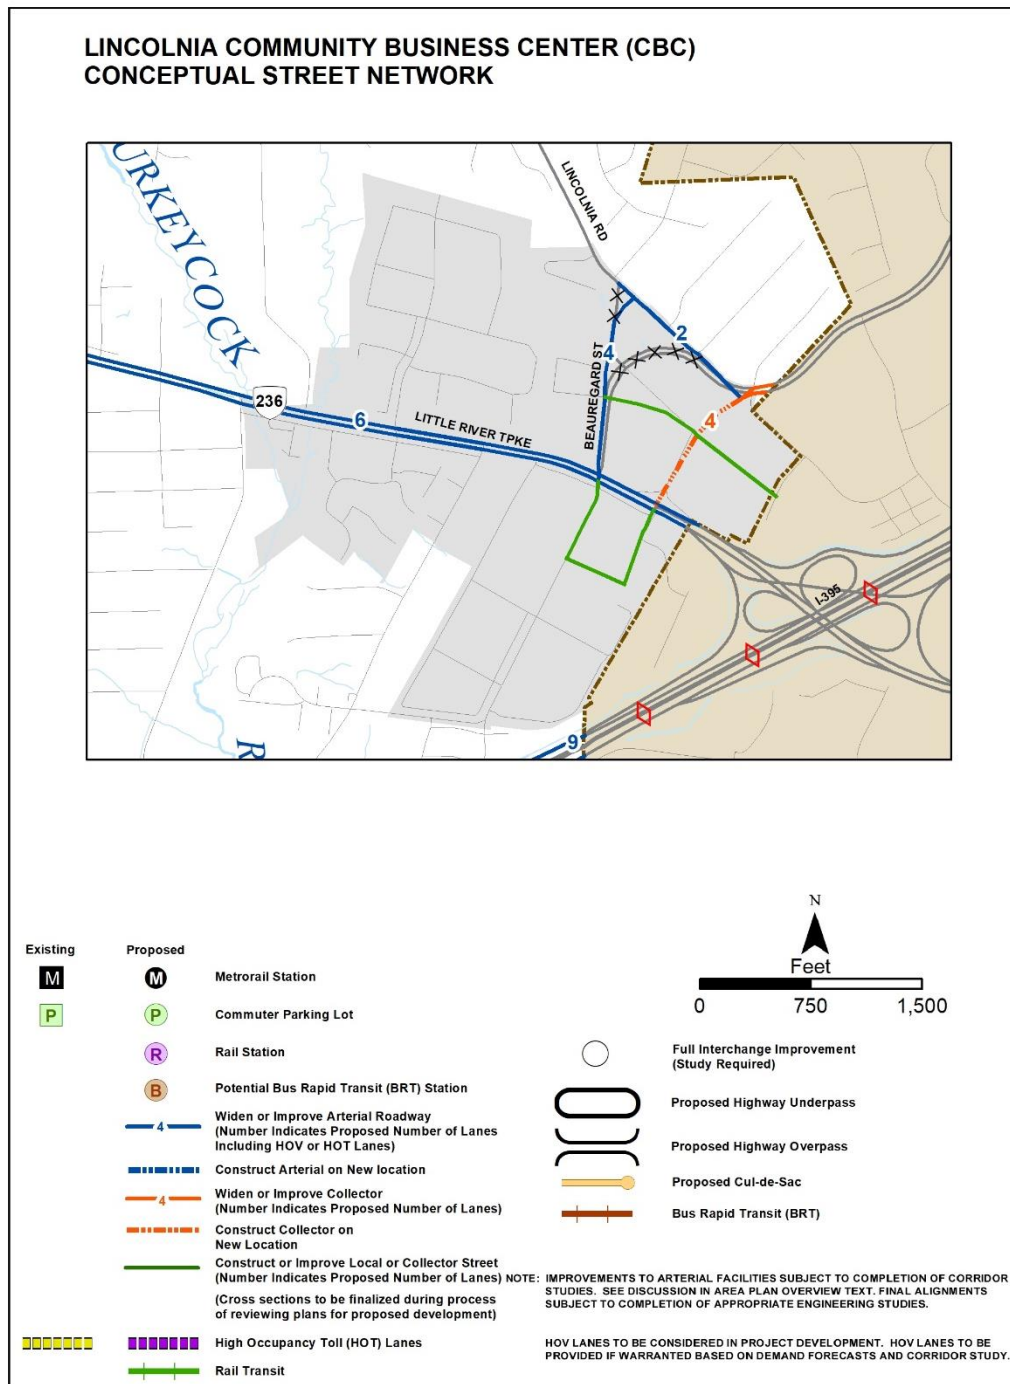 LINCOLNIA COMMUNITY BUSINESS CENTER (CBC)
CONCEPTUAL STREET NETWORK
URKEYCOCK
LINCOLNIA RD
2
4
BEAUREGARD ST
236
6
LITTLE RIVER TPKE
4
I-395
9
R
N
Feet
0 750 1,500
Existing Proposed
M M Metrorail Station
P P Commuter Parking Lot
R Rail Station
B Potential Bus Rapid Transit (BRT) Station
4 Widen or Improve Arterial Roadway
(Number Indicates Proposed Number of Lanes
Including HOV or HOT Lanes)
Construct Arterial on New location
4 Widen or Improve Collector
(Number Indicates Proposed Number of Lanes)
Construct Collector on
New Location
Construct or Improve Local or Collector Street
(Number Indicates Proposed Number of Lanes)
(Cross sections to be finalized during process
of reviewing plans for proposed development)
High Occupancy Toll (HOT) Lanes
Rail Transit
Full Interchange Improvement
(Study Required)
Proposed Highway Underpass
Proposed Highway Overpass
Proposed Cul-de-Sac
Bus Rapid Transit (BRT)
NOTE: IMPROVEMENTS TO ARTERIAL FACILITIES SUBJECT TO COMPLETION OF CORRIDOR
STUDIES. SEE DISCUSSION IN AREA PLAN OVERVIEW TEXT. FINAL ALIGNMENTS
SUBJECT TO COMPLETION OF APPROPRIATE ENGINEERING STUDIES.
HOV LANES TO BE CONSIDERED IN PROJECT DEVELOPMENT. HOV LANES TO BE
PROVIDED IF WARRANTED BASED ON DEMAND FORECASTS AND CORRIDOR STUDY.